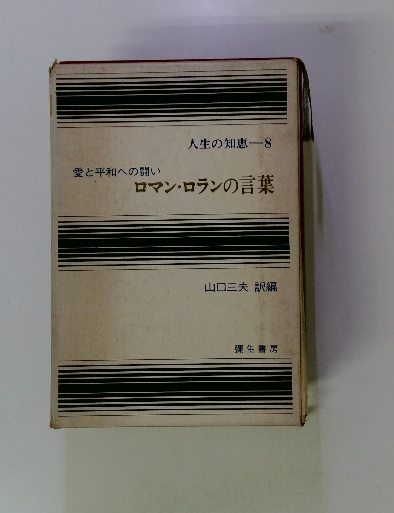 人生の知恵―8
愛と平和への闘い
ロマン・ロランの言葉
山口三夫 訳編
彌生書房